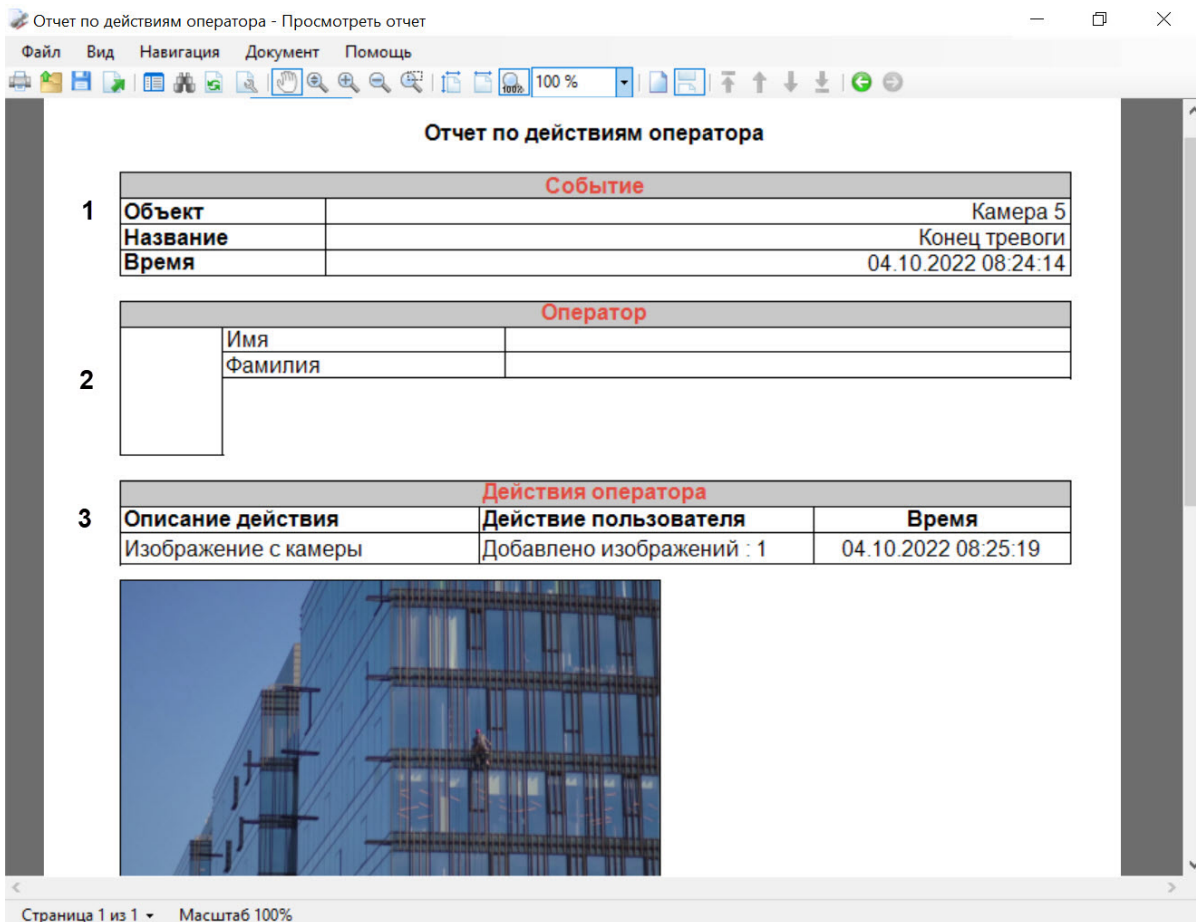 Отчет по действиям оператора - Просмотреть отчет
Файл Вид Навигация Документ Помощь
100% 100 %
Отчет по действиям оператора
Событие
1 Объект Камера 5
Название Конец тревоги
Время 04.10.2022 08:24:14
Оператор
Имя
Фамилия
2
Действия оператора
3 Описание действия Действие пользователя Время
Изображение с камеры Добавлено изображений : 1 04.10.2022 08:25:19
Страница 1 из 1 Масштаб 100%